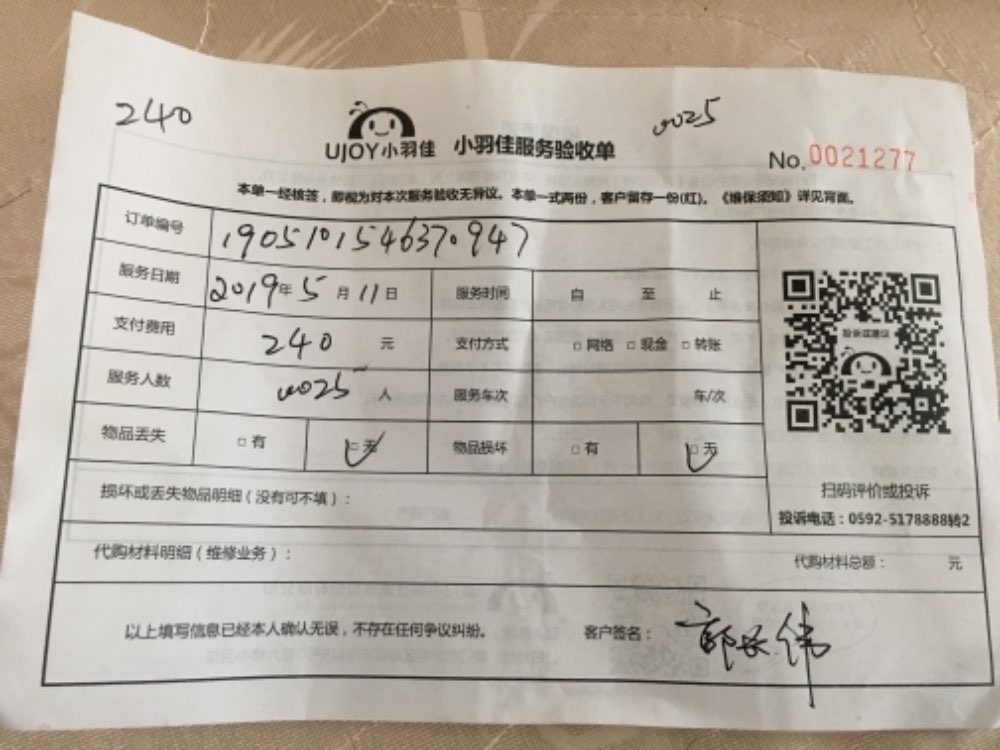 240
0025
UJOY小羽佳 小羽佳服务验收单
No. 0021277
本单一经核签，即视为对本次服务验收无异议。本单一式两份，客户留存一份(红)。《维保须知》详见背面。
订单编号 1905101546370947
服务日期 2019年5月11日 服务时间 自 至 止
支付费用 240 元 支付方式 □网络 □现金 □转账
服务人数 0025 人 服务车次 车/次
物品丢失 □有 □无 物品损坏 □有 □无
投诉或建议
扫码评价或投诉
投诉电话：0592-5178888转2
损坏或丢失物品明细（没有可不填）：
代购材料明细（维修业务）： 代购材料总额： 元
以上填写信息已经本人确认无误，不存在任何争议纠纷。 客户签名：